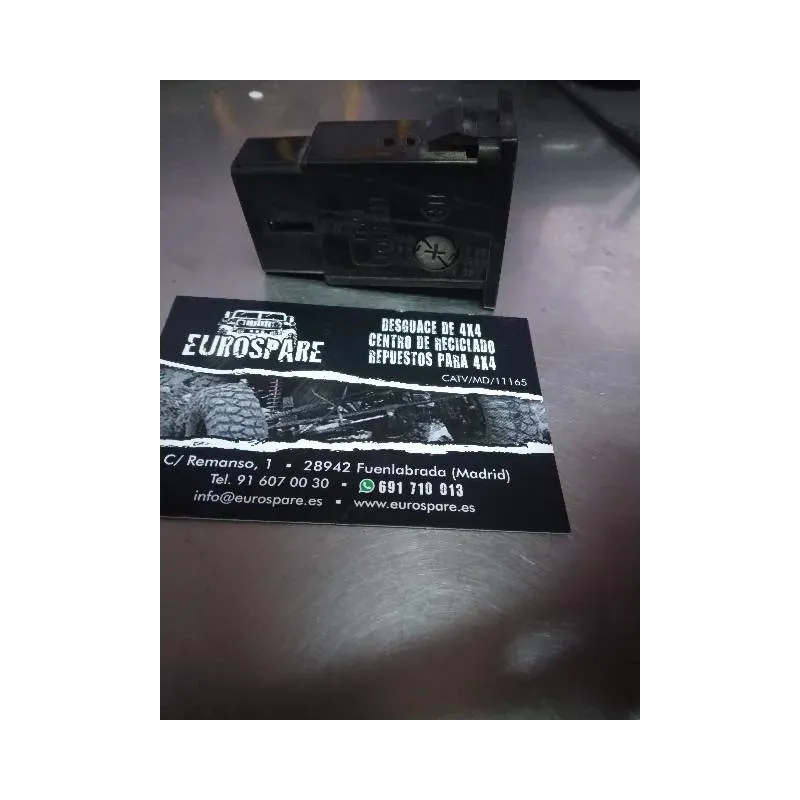 EUROSPARE
DESGUACE DE 4X4
CENTRO DE RECICLADO
REPUESTOS PARA 4X4
CATV/MD/11165
C/ Remanso, 1 ▪ 28942 Fuenlabrada (Madrid)
Tel. 91 607 00 30 ▪ 691 710 013
info@eurospare.es ▪ www.eurospare.es